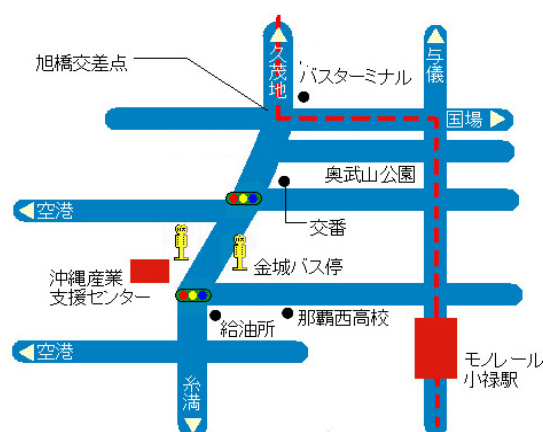 久茂地
与儀
旭橋交差点
バスターミナル
国場
奥武山公園
空港
交番
沖縄産業
支援センター
金城バス停
給油所
那覇西高校
空港
モノレール
小禄駅
糸満